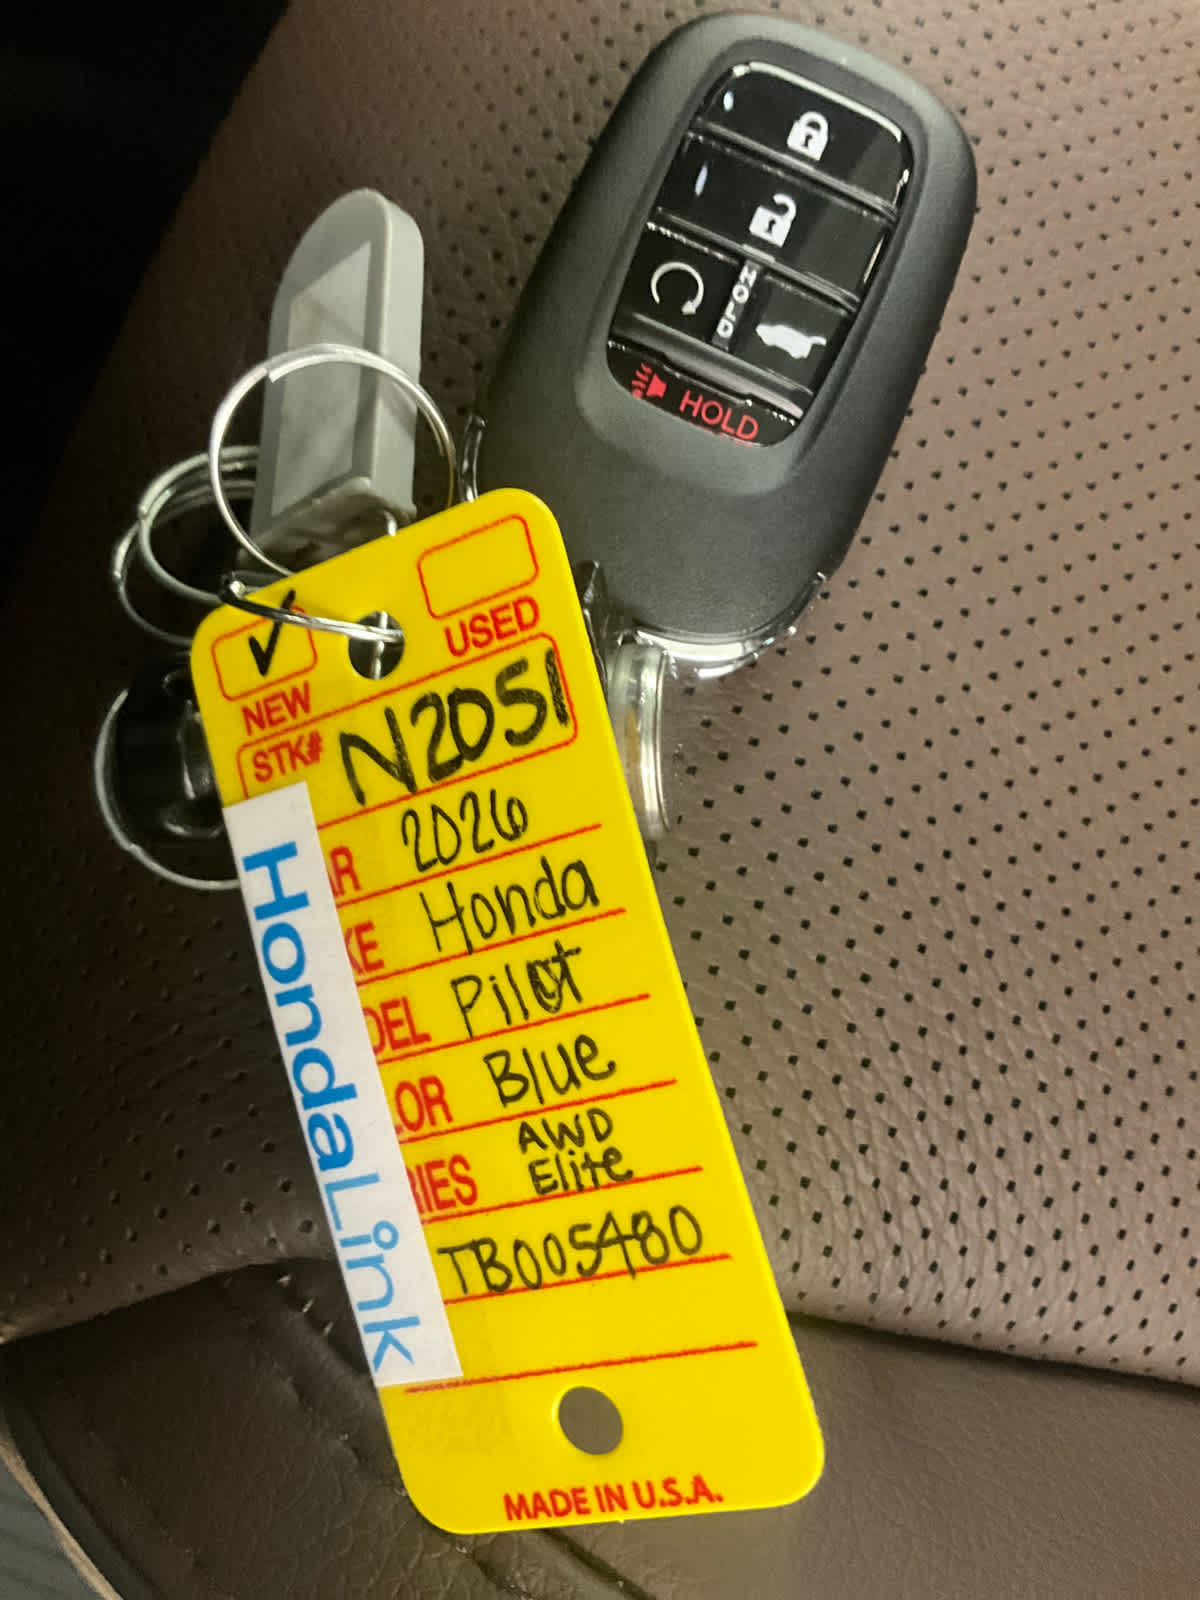 HOLD
HOLD
USED
NEW
STK# N2051
AR 2026
KE Honda
DEL Pilot
LOR Blue
RIES AWD
Elite
TB005480
HondaLink
MADE IN U.S.A.